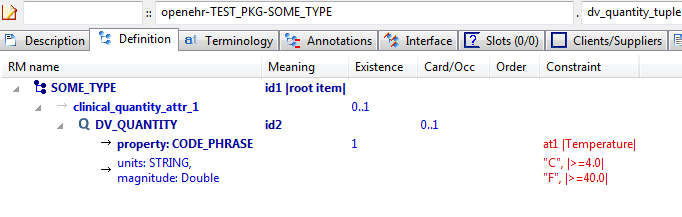 :: openehr-TEST_PKG-SOME_TYPE . dv_quantity_tuple
Description Definition Terminology Annotations Interface Slots (0/0) Clients/Suppliers
RM name Meaning Existence Card/Occ Order Constraint
SOME_TYPE id1 |root item|
clinical_quantity_attr_1 0..1
DV_QUANTITY id2 0..1
property: CODE_PHRASE 1 at1 |Temperature|
units: STRING, "C", |>=4.0|
magnitude: Double "F", |>=40.0|